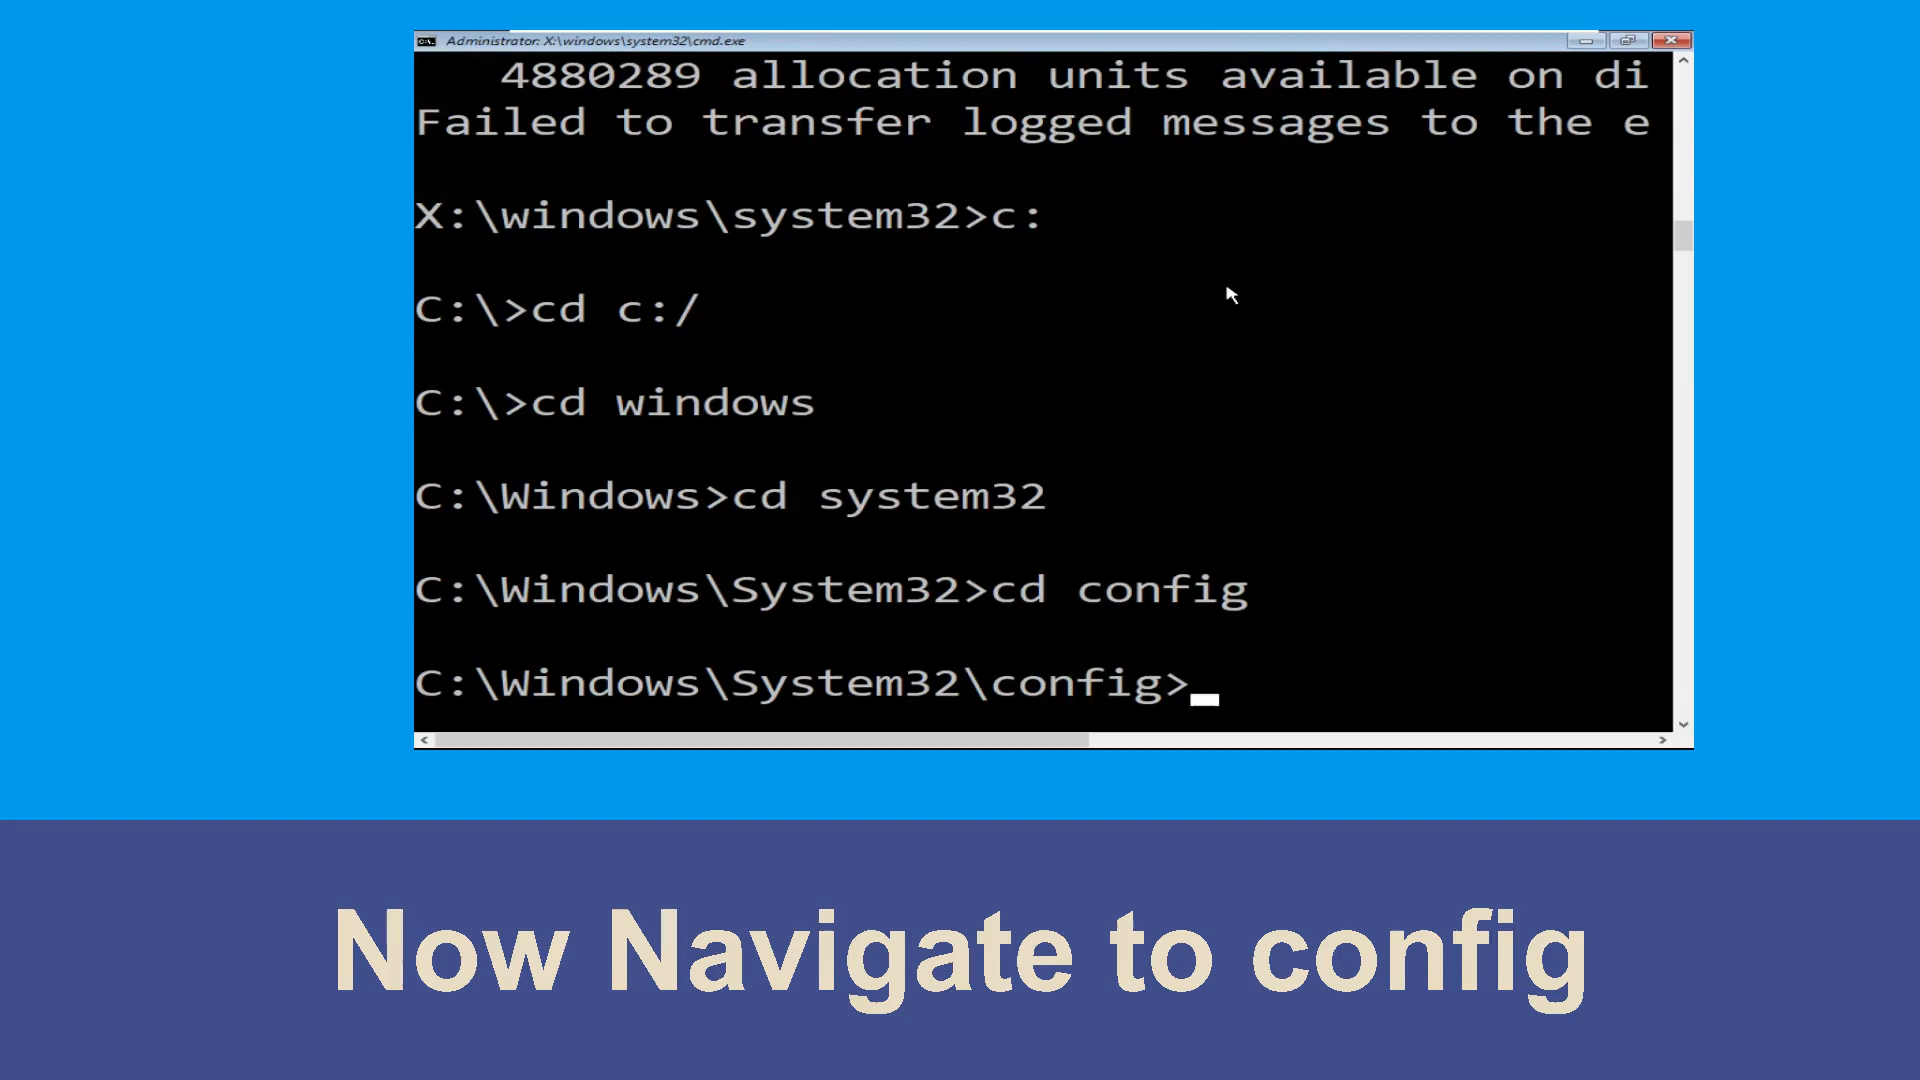 Administrator: X:\windows\system32\cmd.exe
4880289 allocation units available on di
Failed to transfer logged messages to the e
X:\windows\system32>c:
C:\>cd c:/
C:\>cd windows
C:\Windows>cd system32
C:\Windows\System32>cd config
C:\Windows\System32\config>
Now Navigate to config